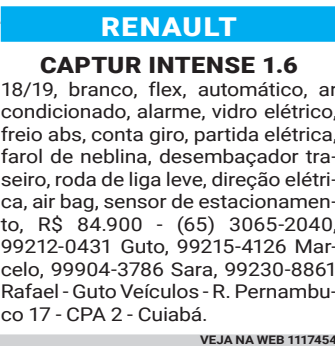 RENAULT
CAPTUR INTENSE 1.6
18/19, branco, flex, automático, ar
condicionado, alarme, vidro elétrico,
freio abs, conta giro, partida elétrica,
farol de neblina, desembaçador tra-
seiro, roda de liga leve, direção elétri-
ca, air bag, sensor de estacionamen-
to, R$ 84.900 - (65) 3065-2040,
99212-0431 Guto, 99215-4126 Mar-
celo, 99904-3786 Sara, 99230-8861
Rafael - Guto Veículos - R. Pernambu-
co 17 - CPA 2 - Cuiabá.
VEJA NA WEB 1117454